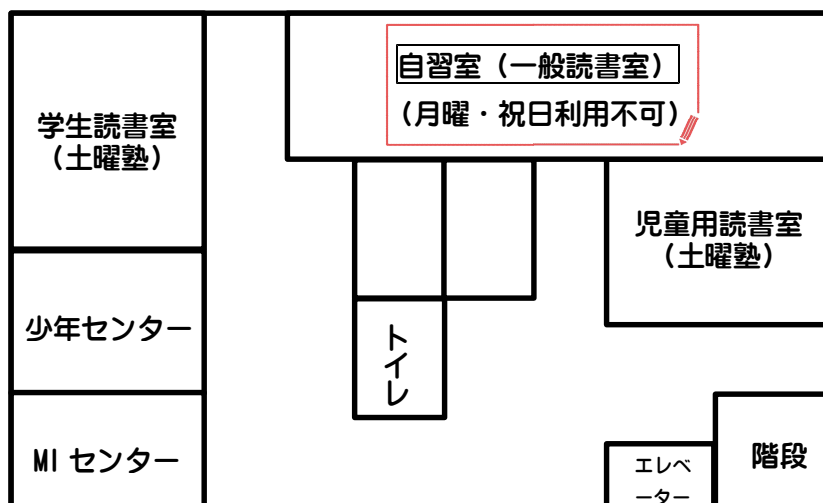 自習室（一般読書室）
（月曜・祝日利用不可）
学生読書室
（土曜塾）
児童用読書室
（土曜塾）
少年センター
トイレ
MI センター
エレベ
ーター
階段